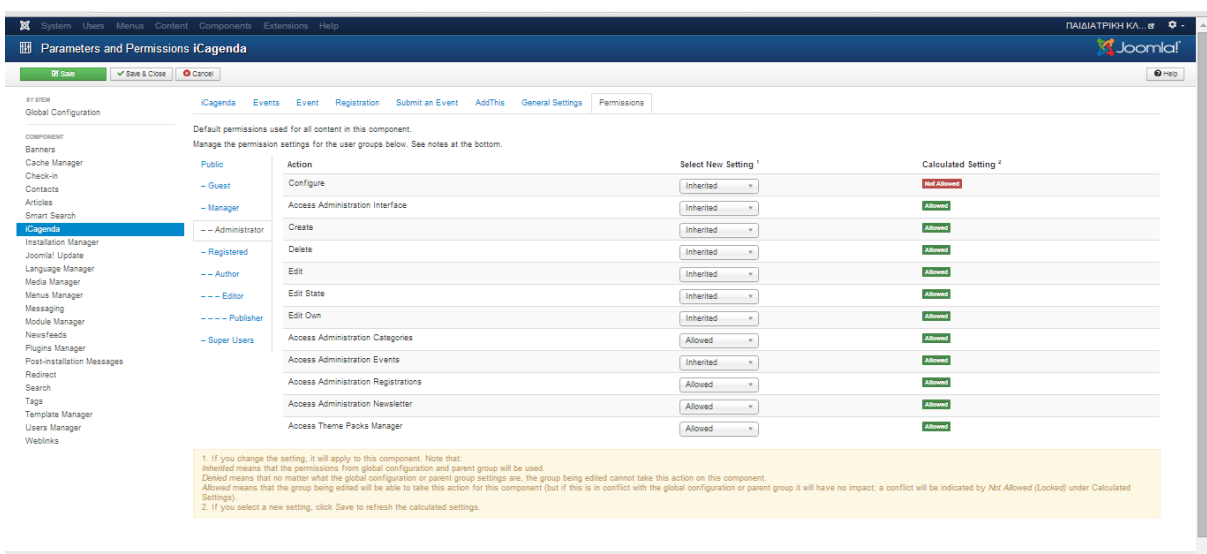 System Users Menus Content Components Extensions Help ΠΑΙΔΙΑΤΡΙΚΗ ΚΛ...
Parameters and Permissions iCagenda Joomla!
Save Save & Close Cancel Help
BY ITEM
Global Configuration
COMPONENT
Banners
Cache Manager
Check-in
Contacts
Articles
Smart Search
iCagenda
Installation Manager
Joomla! Update
Language Manager
Media Manager
Menus Manager
Messaging
Module Manager
Newsfeeds
Plugins Manager
Post-installation Messages
Redirect
Search
Tags
Template Manager
Users Manager
Weblinks
iCagenda Events Event Registration Submit an Event AddThis General Settings Permissions
Default permissions used for all content in this component.
Manage the permission settings for the user groups below. See notes at the bottom.
Public
– Guest
– Manager
– – Administrator
– Registered
– – Author
– – – Editor
– – – – Publisher
– Super Users
Action Select New Setting 1 Calculated Setting 2
Configure Inherited Not Allowed
Access Administration Interface Inherited Allowed
Create Inherited Allowed
Delete Inherited Allowed
Edit Inherited Allowed
Edit State Inherited Allowed
Edit Own Inherited Allowed
Access Administration Categories Allowed Allowed
Access Administration Events Inherited Allowed
Access Administration Registrations Allowed Allowed
Access Administration Newsletter Allowed Allowed
Access Theme Packs Manager Allowed Allowed
1. If you change the setting, it will apply to this component. Note that:
Inherited means that the permissions from global configuration and parent group will be used.
Denied means that no matter what the global configuration or parent group settings are, the group being edited cannot take this action on this component.
Allowed means that the group being edited will be able to take this action for this component (but if this is in conflict with the global configuration or parent group it will have no impact; a conflict will be indicated by Not Allowed (Locked) under Calculated
Settings).
2. If you select a new setting, click Save to refresh the calculated settings.